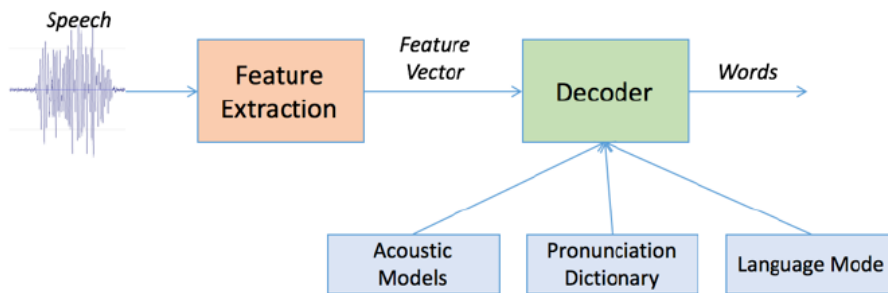 Speech
Feature
Extraction
Feature
Vector
Decoder
Words
Acoustic
Models
Pronunciation
Dictionary
Language Mode